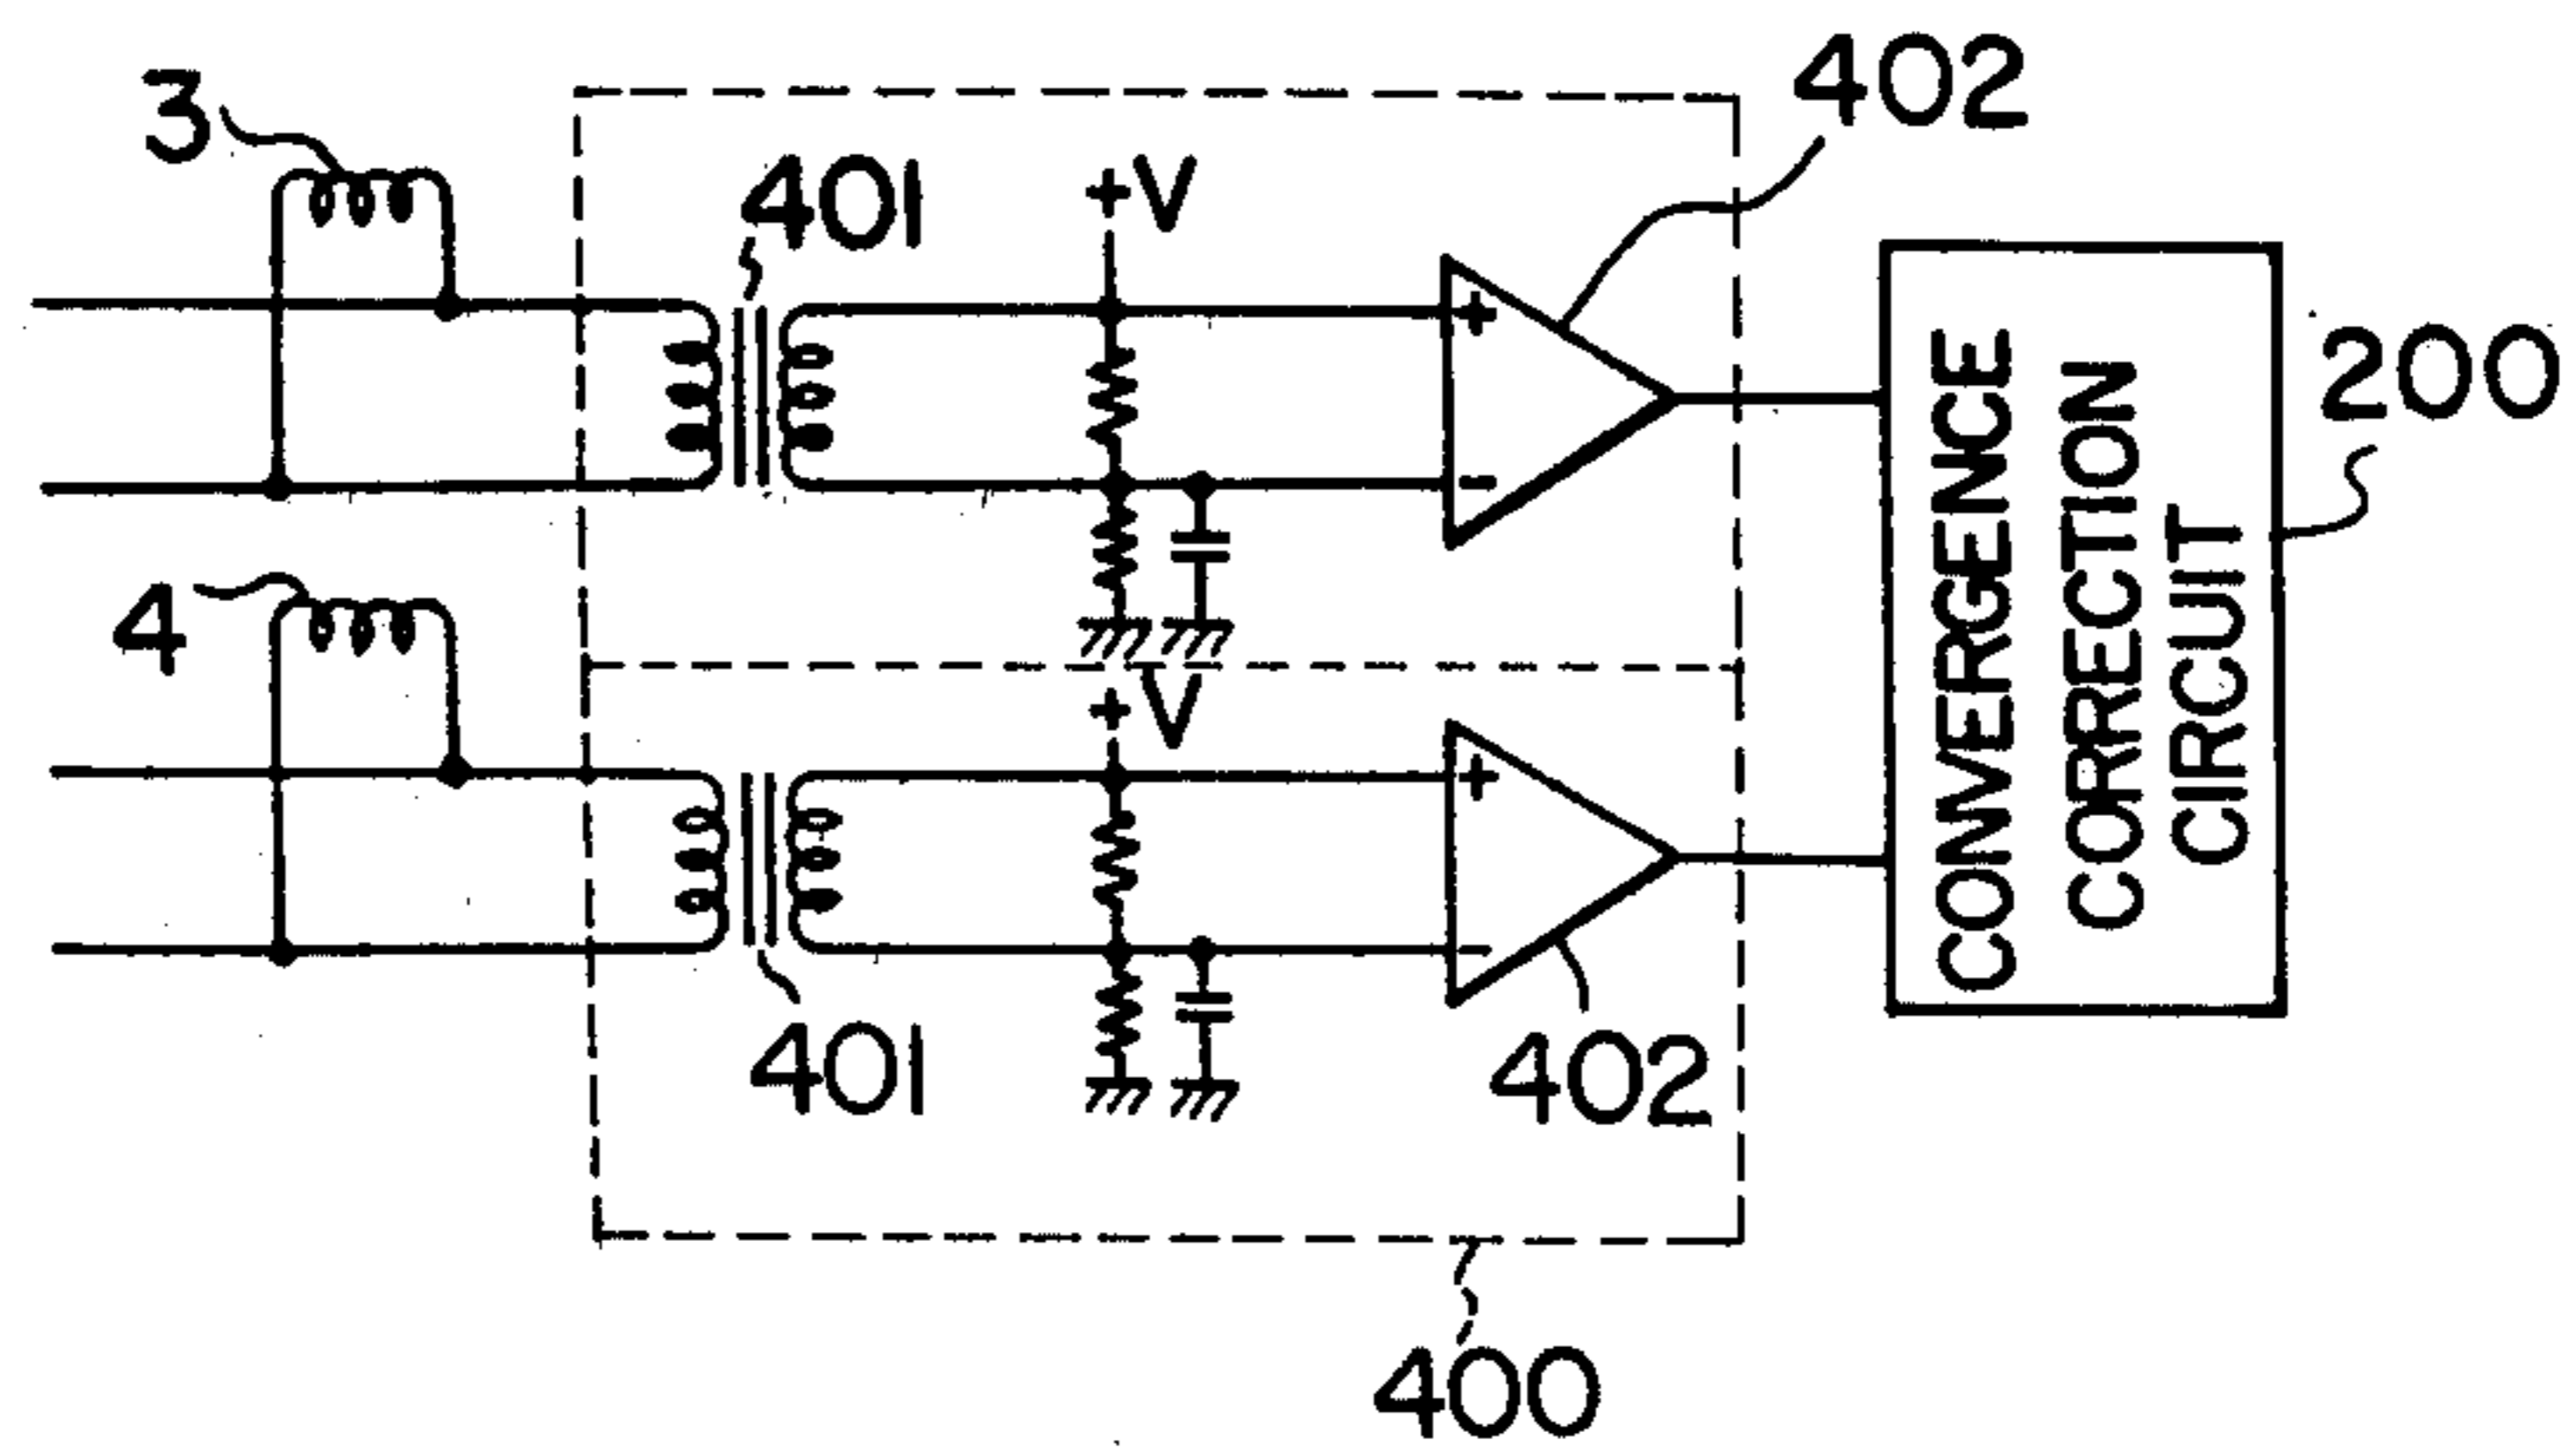 3
402
401
+V
+
-
200
4
CONVERGENCE
CORRECTION
CIRCUIT
+V
+
-
401
402
400